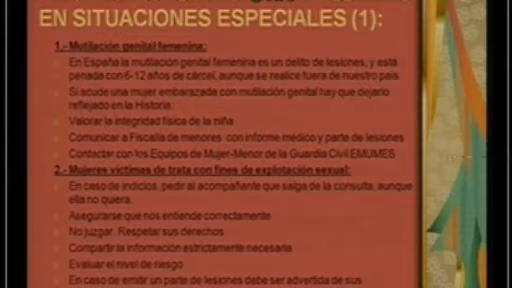 EN SITUACIONES ESPECIALES (1):
1.- Mutilación genital femenina:
En España la mutilación genital femenina es un delito de lesiones, y está
penada con 6-12 años de cárcel, aunque se realice fuera de nuestro país.
Si acude una mujer embarazada con mutilación genital hay que dejarlo
reflejado en la Historia.
Valorar la integridad física de la niña
Comunicar a Fiscalía de menores con informe médico y parte de lesiones
Contactar con los Equipos de Mujer-Menor de la Guardia Civil EMUMES
2.- Mujeres víctimas de trata con fines de explotación sexual:
En caso de indicios, pedir al acompañante que salga de la consulta, aunque
ella no quiera.
Asegurarse que nos entiende correctamente
No juzgar. Respetar sus derechos
Compartir la información estrictamente necesaria
Evaluar el nivel de riesgo
En caso de emitir un parte de lesiones debe ser advertida de sus